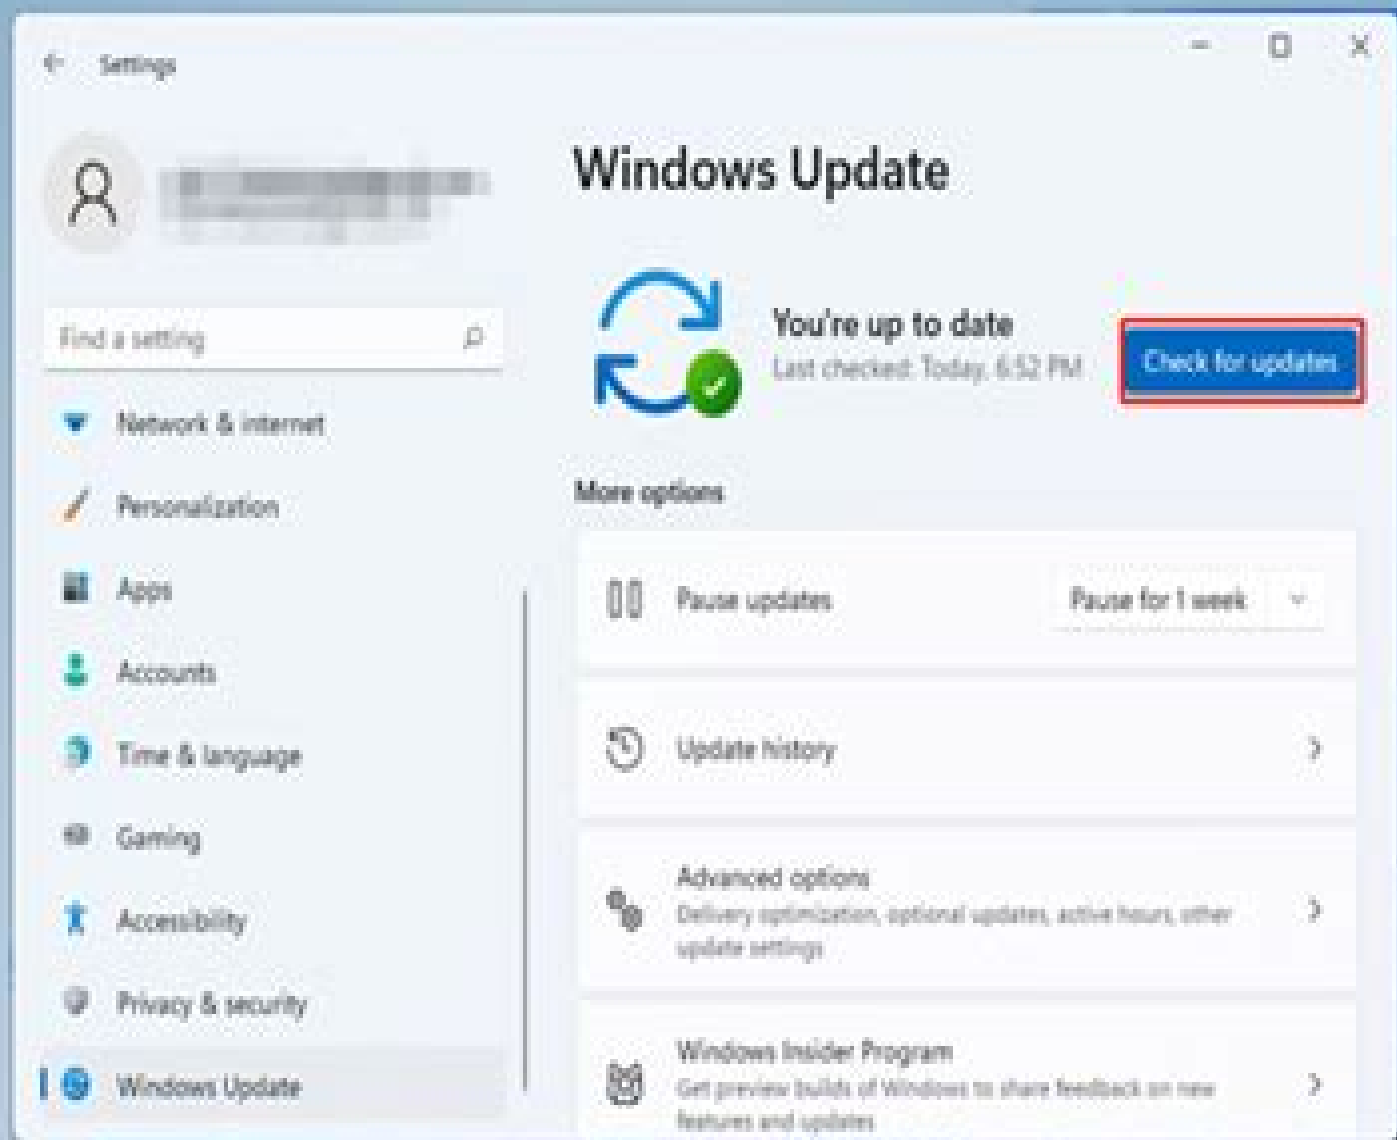 Settings
Find a setting
Network & internet
Personalization
Apps
Accounts
Time & language
Gaming
Accessibility
Privacy & security
Windows Update
Windows Update
You're up to date
Last checked: Today, 6:52 PM
Check for updates
More options
Pause updates
Pause for 1 week
Update history
Advanced options
Delivery optimization, optional updates, active hours, other
update settings
Windows Insider Program
Get preview builds of Windows to share feedback on new
features and updates